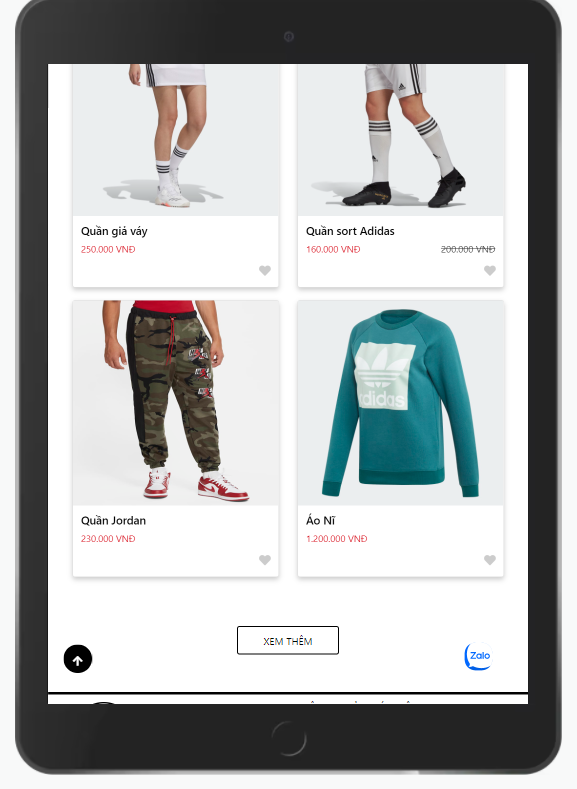 Quần giả váy
250.000 VNĐ
Quần sort Adidas
160.000 VNĐ 200.000 VNĐ
adidas
Quần Jordan
230.000 VNĐ
Áo Nĩ
1.200.000 VNĐ
XEM THÊM
Zalo